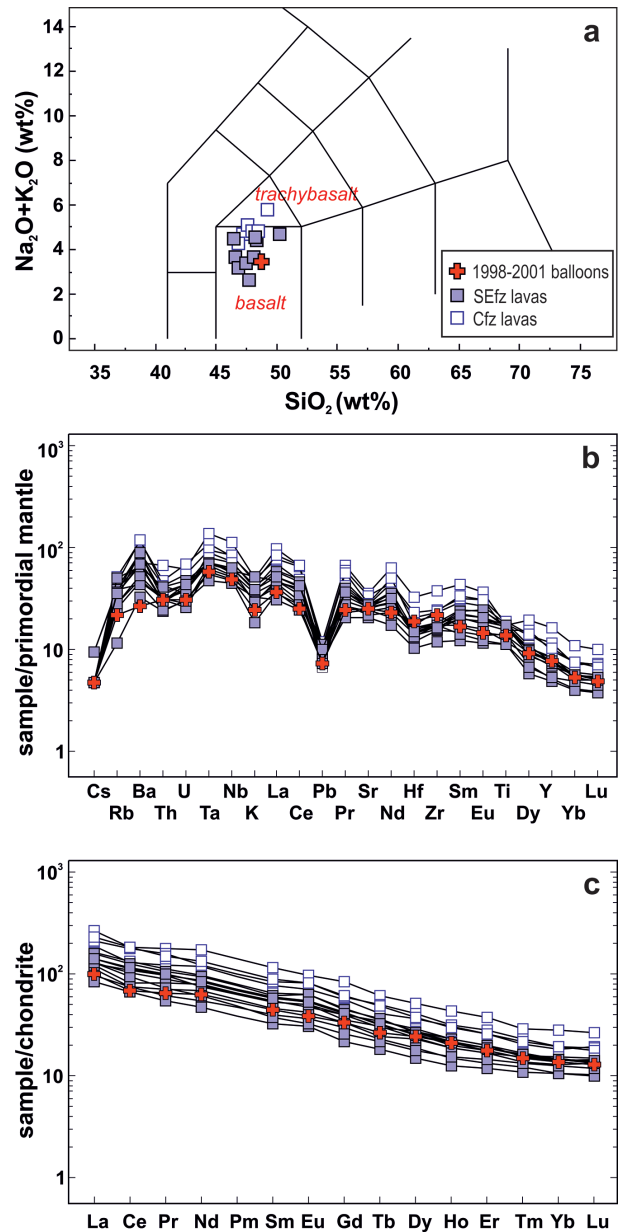 a
Na₂O+K₂O (wt%)
14
12
10
8
6
4
2
0
trachybasalt
basalt
1998-2001 balloons
SEfz lavas
Cfz lavas
35 40 45 50 55 60 65 70 75
SiO₂ (wt%)
b
sample/primordial mantle
10³
10²
10
1
Cs Ba U Nb La Pb Sr Hf Sm Ti Y Lu
Rb Th Ta K Ce Pr Nd Zr Eu Dy Yb
c
sample/chondrite
10³
10²
10
1
La Ce Pr Nd Pm Sm Eu Gd Tb Dy Ho Er Tm Yb Lu